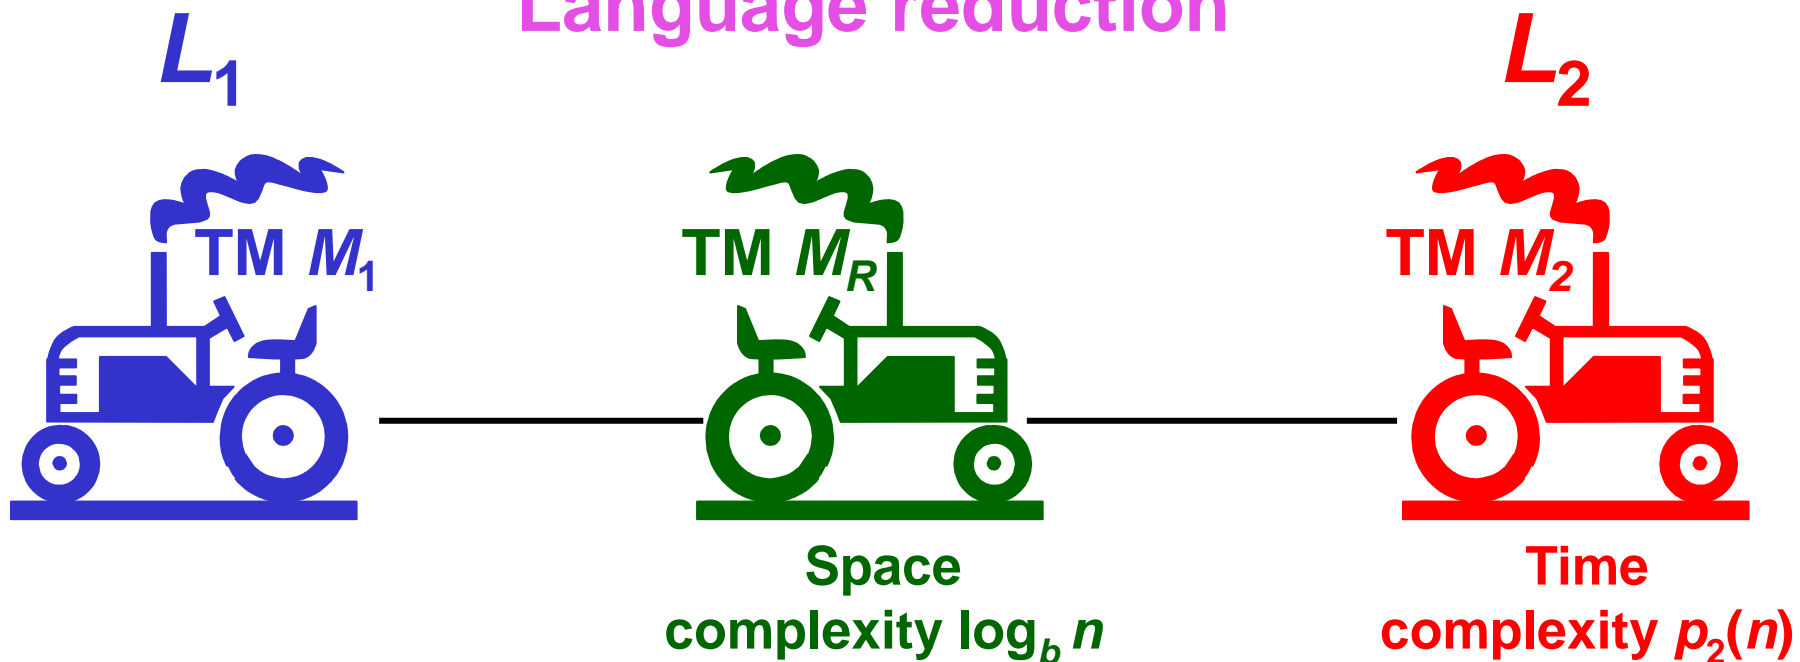 Language reduction
L1
L2
TM M1
TM MR
TM M2
Space
complexity logb n
Time
complexity p2(n)